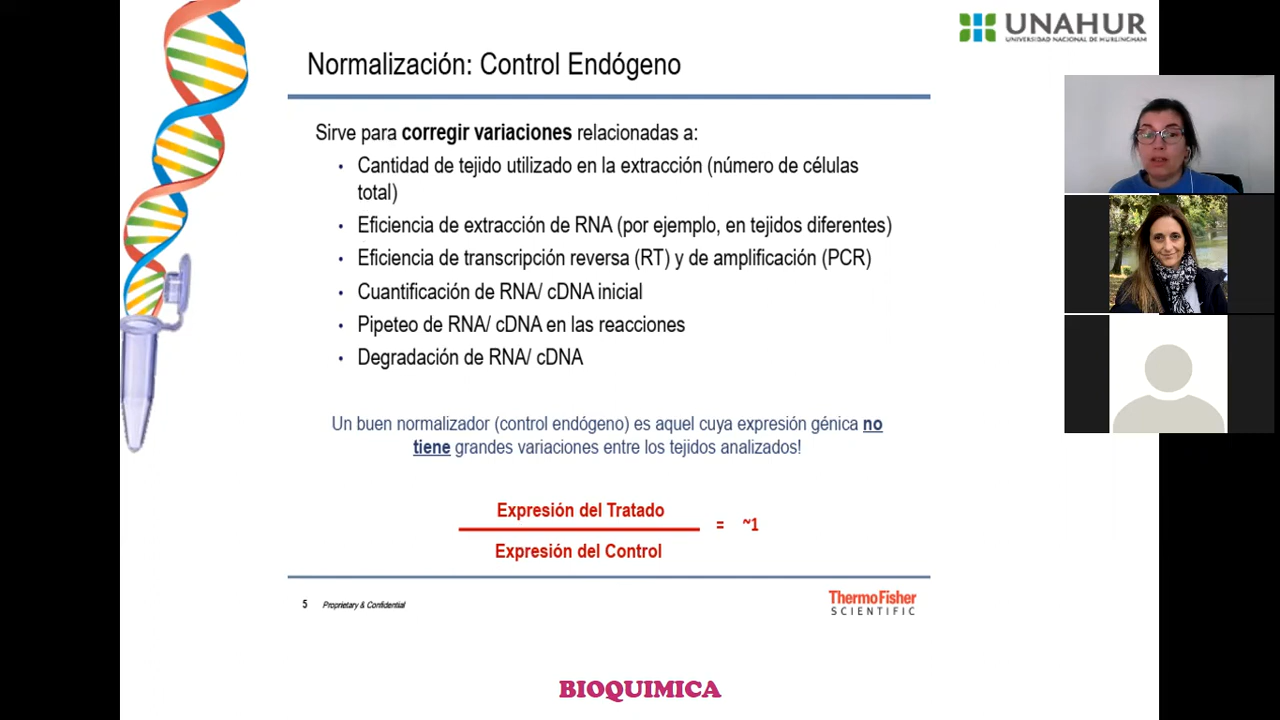 UNAHUR
UNIVERSIDAD NACIONAL DE HURLINGHAM
Normalización: Control Endógeno
Sirve para corregir variaciones relacionadas a:
• Cantidad de tejido utilizado en la extracción (número de células
total)
• Eficiencia de extracción de RNA (por ejemplo, en tejidos diferentes)
• Eficiencia de transcripción reversa (RT) y de amplificación (PCR)
• Cuantificación de RNA/ cDNA inicial
• Pipeteo de RNA/ cDNA en las reacciones
• Degradación de RNA/ cDNA
Un buen normalizador (control endógeno) es aquel cuya expresión génica no
tiene grandes variaciones entre los tejidos analizados!
Expresión del Tratado
= ~1
Expresión del Control
5 Proprietary & Confidential
ThermoFisher
SCIENTIFIC
BIOQUIMICA